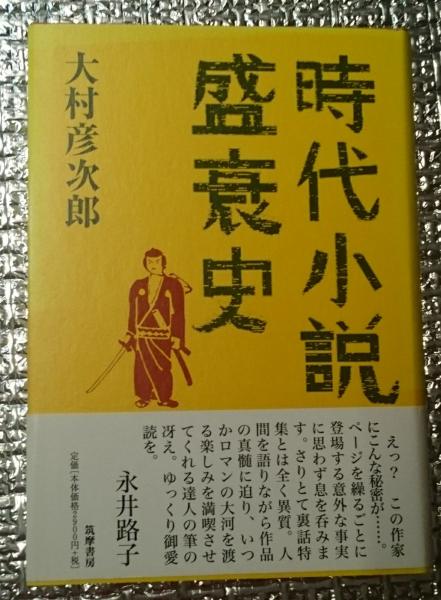 時代小説
盛衰史
大村彦次郎
えっ？　この作家
にこんな秘密が……。
ページを繰るごとに
登場する意外な事実
に思わず息を呑みま
す。さりとて裏話特
集とは全く異質。人
間を語りながら作品
の真髄に迫り、いつ
かロマンの大河を渡
る楽しみを満喫させ
てくれる達人の筆の
冴え。ゆっくり御愛
読を。
永井路子
筑摩書房
定価［本体価格2900円+税］